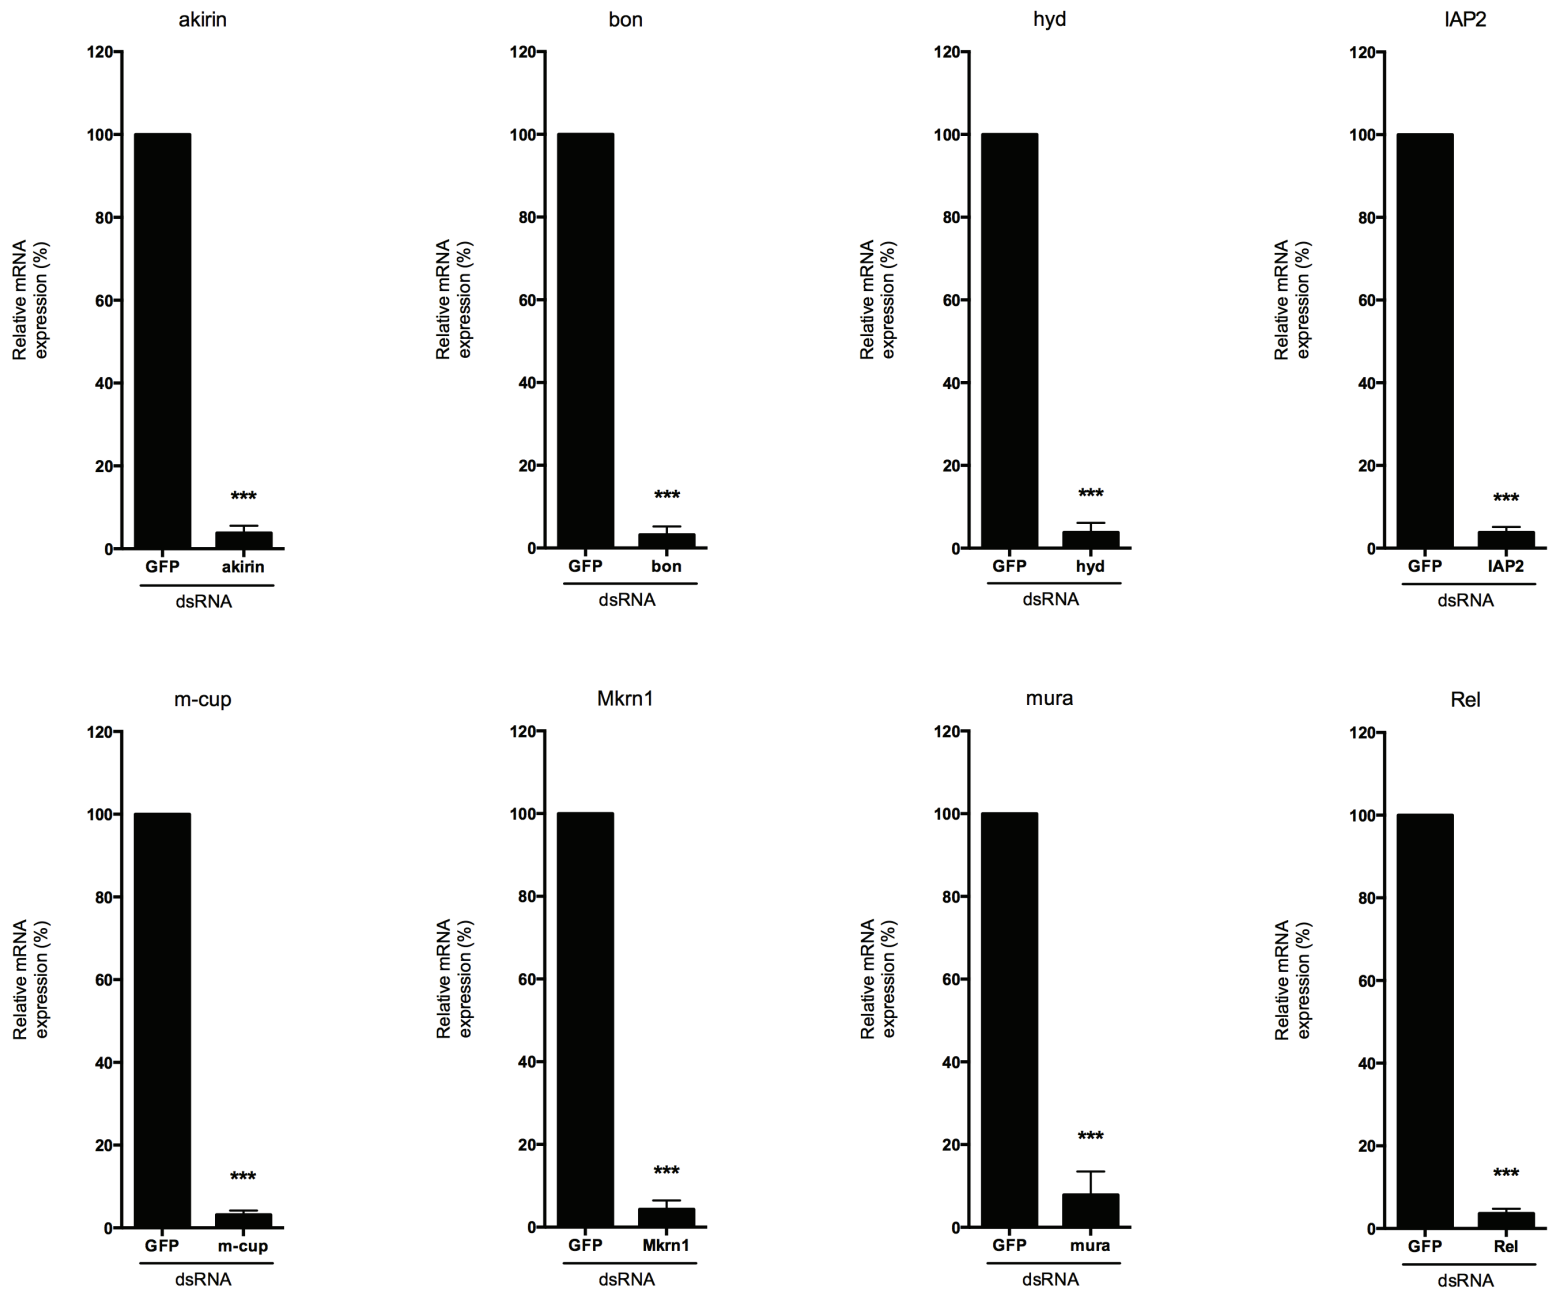 akirin
bon
hyd
IAP2
120
100
80
60
40
20
0
Relative mRNA
expression (%)
***
GFP akirin
dsRNA
120
100
80
60
40
20
0
Relative mRNA
expression (%)
***
GFP bon
dsRNA
120
100
80
60
40
20
0
Relative mRNA
expression (%)
***
GFP hyd
dsRNA
120
100
80
60
40
20
0
Relative mRNA
expression (%)
***
GFP IAP2
dsRNA
m-cup
Mkrn1
mura
Rel
120
100
80
60
40
20
0
Relative mRNA
expression (%)
***
GFP m-cup
dsRNA
120
100
80
60
40
20
0
Relative mRNA
expression (%)
***
GFP Mkrn1
dsRNA
120
100
80
60
40
20
0
Relative mRNA
expression (%)
***
GFP mura
dsRNA
120
100
80
60
40
20
0
Relative mRNA
expression (%)
***
GFP Rel
dsRNA